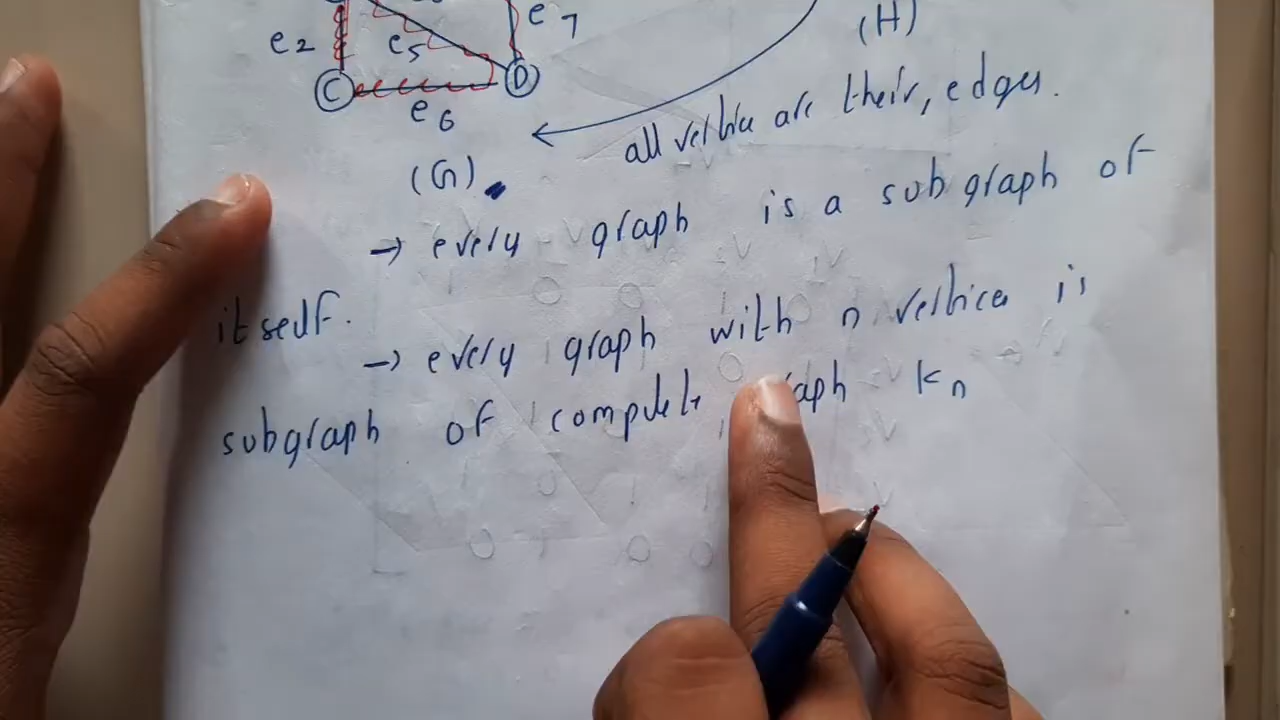 e7
(H)
e2
e5
C
D
e6
all vertice are their, edges.
(G).
→ every graph is a subgraph of
itself.
→ every graph with n vertice is
subgraph of complete graph Kn